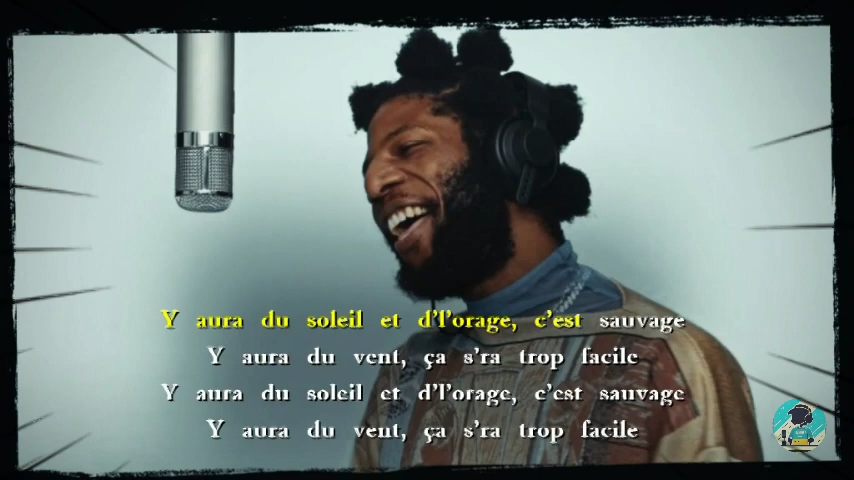 Y aura du soleil et d'l'orage, c'est sauvage
Y aura du vent, ça s'ra trop facile
Y aura du soleil et d'l'orage, c'est sauvage
Y aura du vent, ça s'ra trop facile